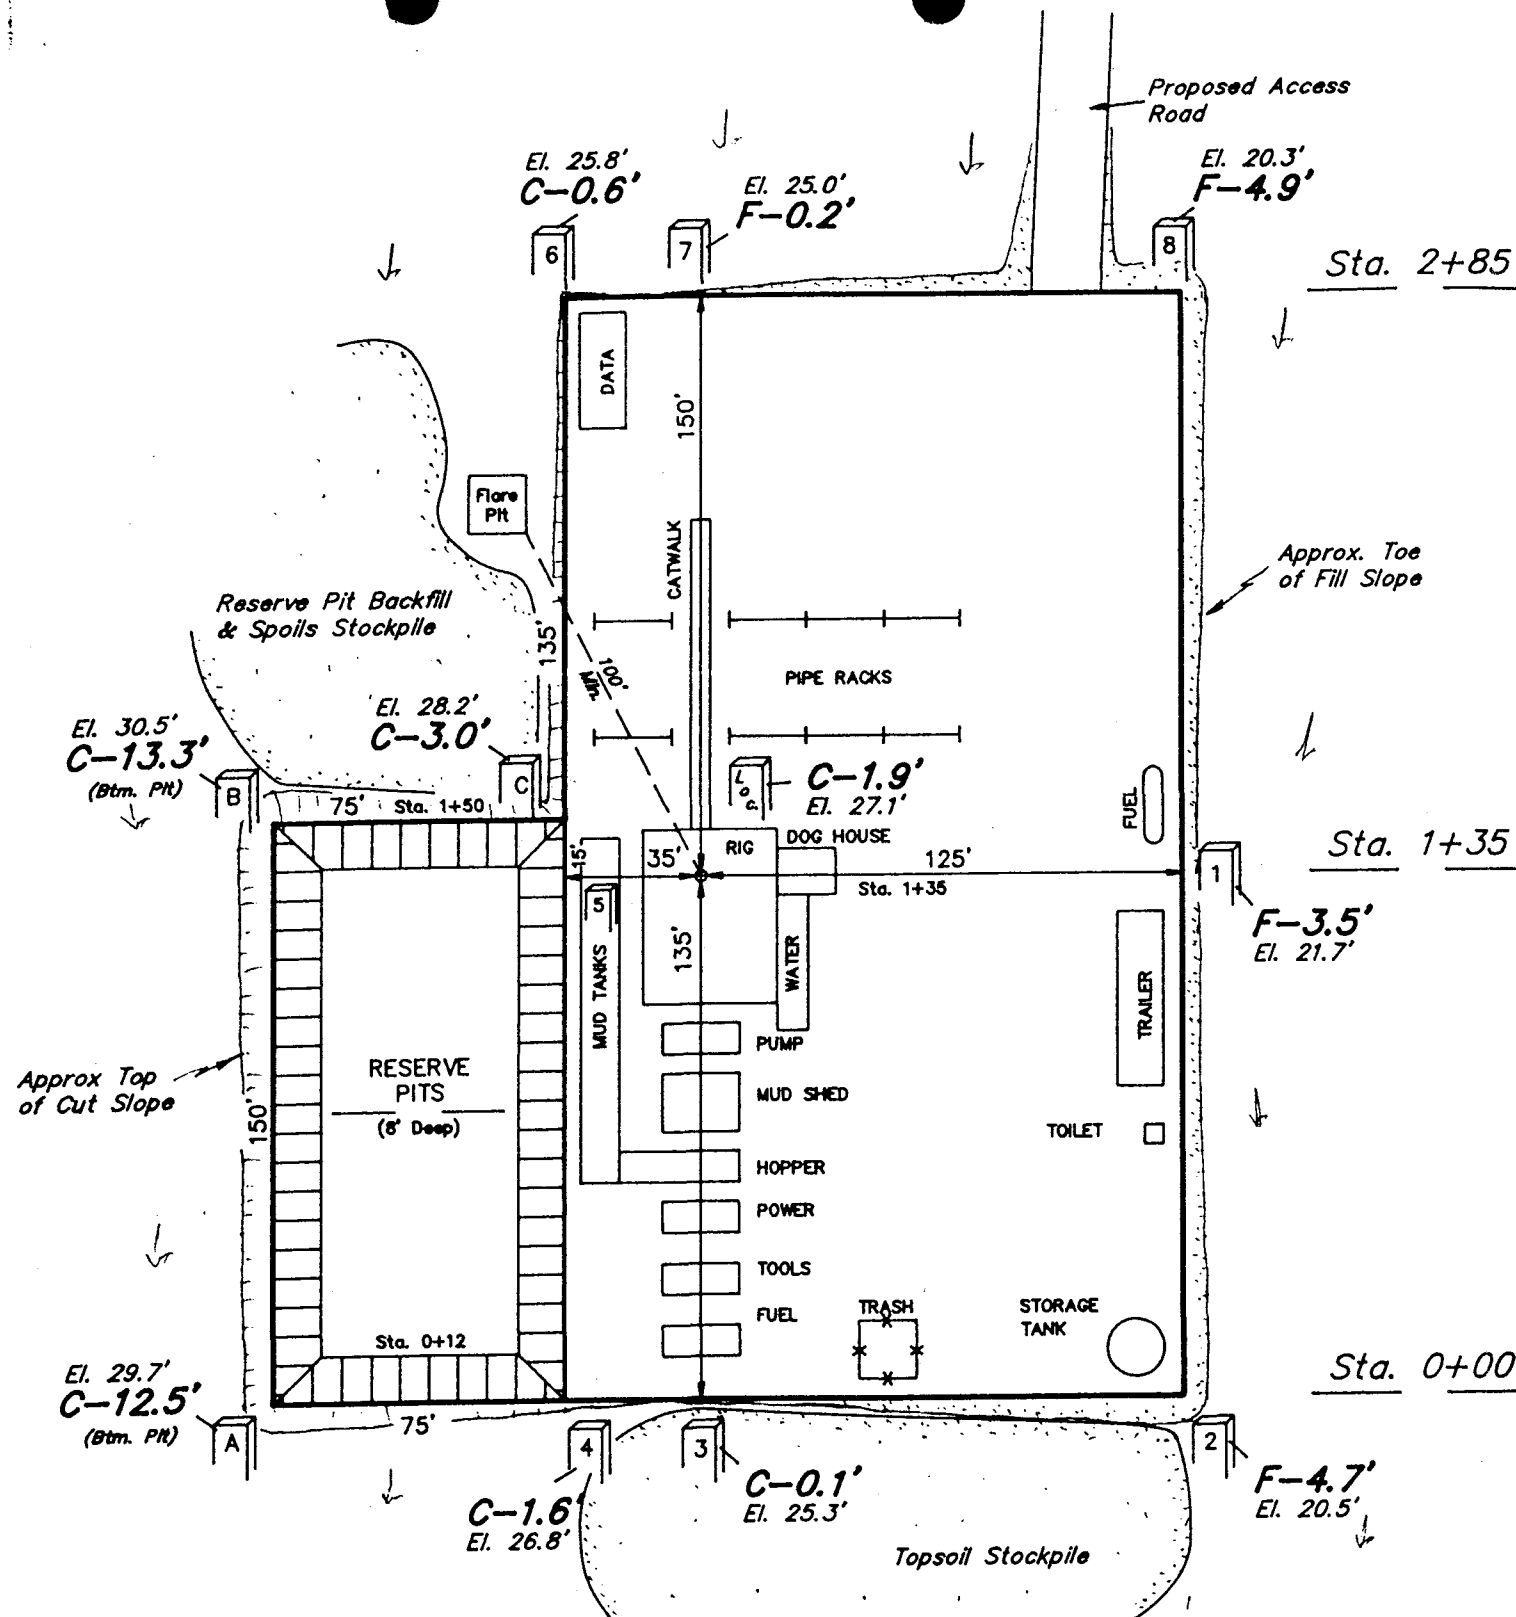 Proposed Access
Road
El. 25.8'
C-0.6'
El. 25.0'
F-0.2'
El. 20.3'
F-4.9'
6
7
8
Sta. 2+85
DATA
150'
Flare
Pit
CATWALK
Approx. Toe
of Fill Slope
Reserve Pit Backfill
& Spoils Stockpile
135'
100'
Min.
PIPE RACKS
El. 30.5'
C-13.3'
(Btm. Pit)
El. 28.2'
C-3.0'
B
C
Loc.
C-1.9'
El. 27.1'
FUEL
75'
Sta. 1+50
15'
35'
RIG
DOG HOUSE
125'
Sta. 1+35
Sta. 1+35
1
F-3.5'
El. 21.7'
5
135'
MUD TANKS
WATER
TRAILER
PUMP
RESERVE
PITS
(8' Deep)
MUD SHED
Approx Top
of Cut Slope
150'
TOILET
HOPPER
POWER
TOOLS
FUEL
TRASH
STORAGE
TANK
Sta. 0+12
El. 29.7'
C-12.5'
(Btm. Pit)
A
75'
Sta. 0+00
4
3
2
C-1.6'
El. 26.8'
C-0.1'
El. 25.3'
F-4.7'
El. 20.5'
Topsoil Stockpile